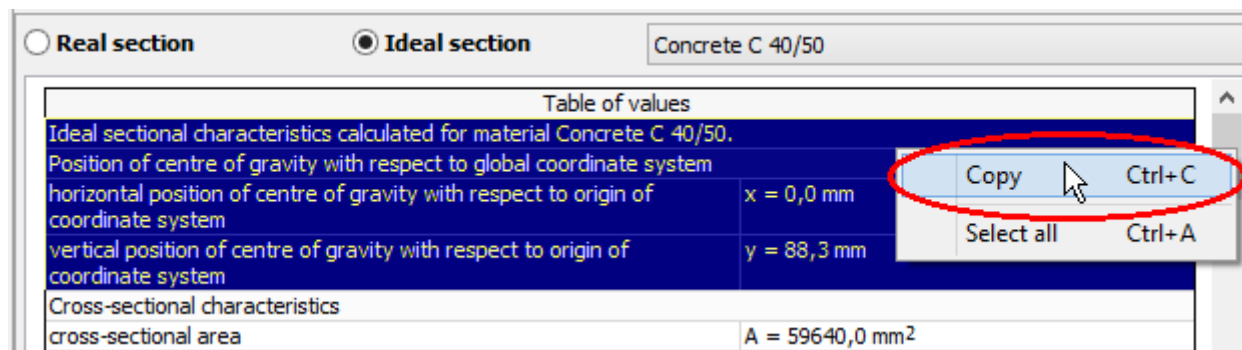 Real section Ideal section Concrete C 40/50
Table of values
Ideal sectional characteristics calculated for material Concrete C 40/50.
Position of centre of gravity with respect to global coordinate system
Copy Ctrl+C
horizontal position of centre of gravity with respect to origin of
coordinate system
x = 0,0 mm
Select all Ctrl+A
vertical position of centre of gravity with respect to origin of
coordinate system
y = 88,3 mm
Cross-sectional characteristics
cross-sectional area A = 59640,0 mm2